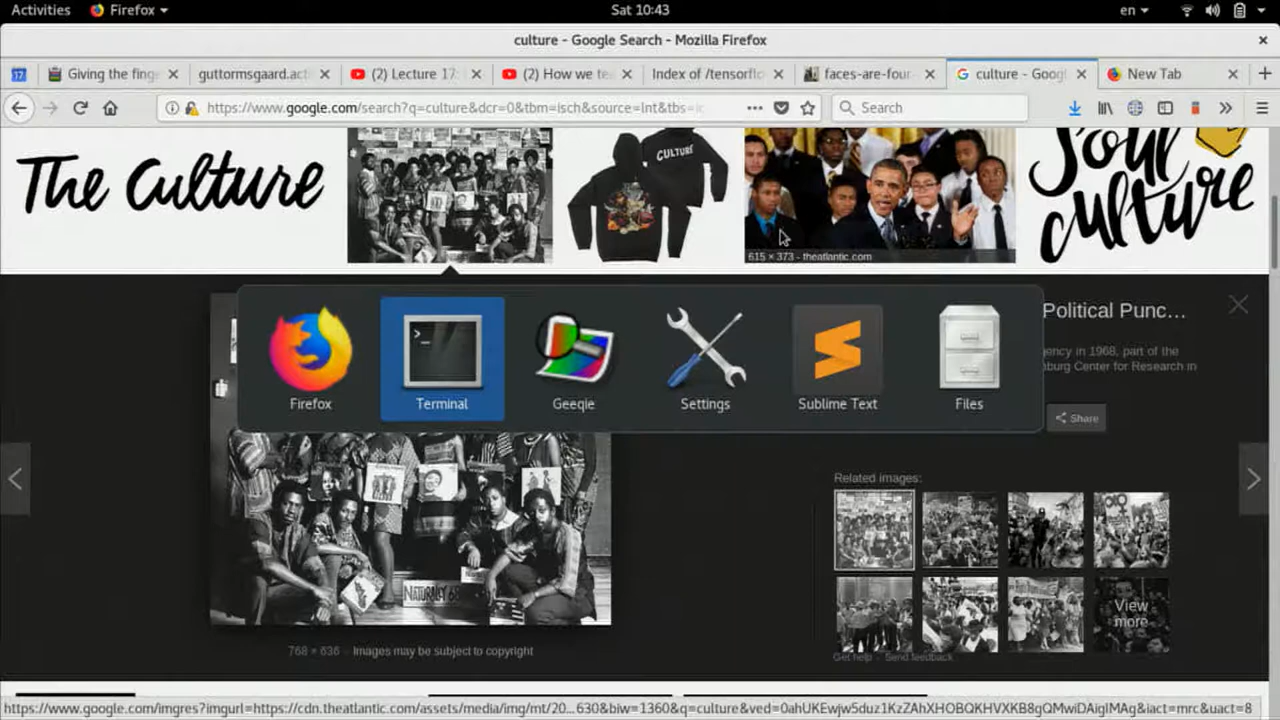 Activities Firefox Sat 10:43 en
culture - Google Search - Mozilla Firefox
17 Giving the fing guttormsgaard.act (2) Lecture 17: (2) How we te Index of /tensorfl faces-are-four culture - Googl New Tab
https://www.google.com/search?q=culture&dcr=0&tbm=isch&source=lnt&tbs=ic Search
The Culture
CULTURE
615 × 373 - theatlantic.com
Soul
culture
Political Punc...
gency in 1968, part of the
burg Center for Research in
Firefox Terminal Geeqie Settings Sublime Text Files
Share
Related images:
NATURALLY 68
View
more
768 × 636 · Images may be subject to copyright
Get help - Send feedback
https://www.google.com/imgres?imgurl=https://cdn.theatlantic.com/assets/media/img/mt/20...630&biw=1360&q=culture&ved=0ahUKEwjw5duz1KzZAhXHOBQKHVXKB8gQMwiDAigIMAg&iact=mrc&uact=8